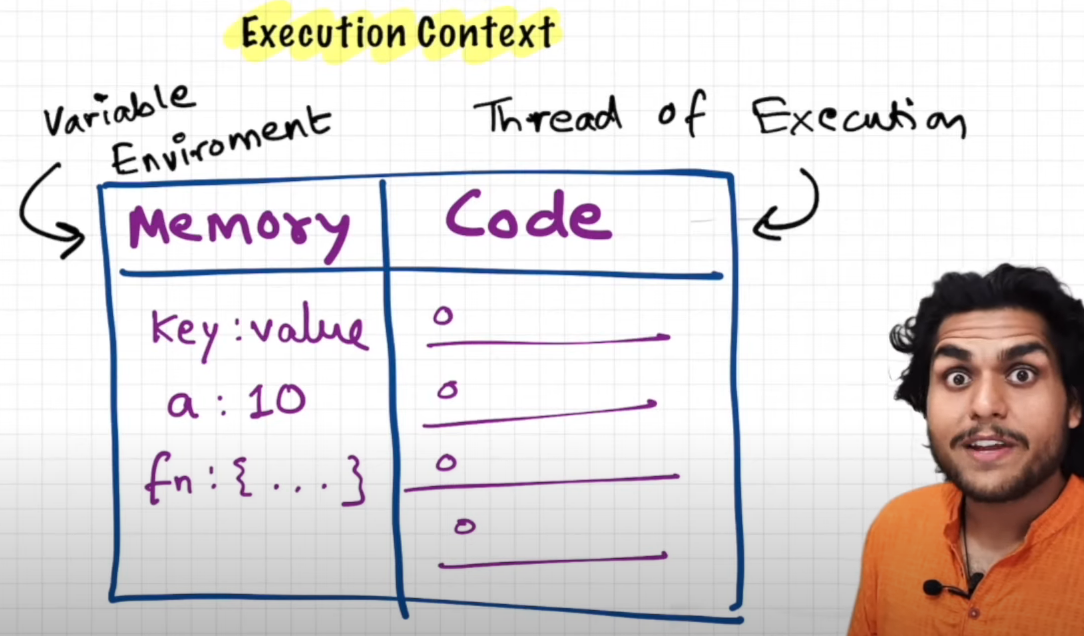 Execution Context
Variable
Enviroment
Thread of Execution
Memory
Code
key : value
a : 10
fn : { . . . }